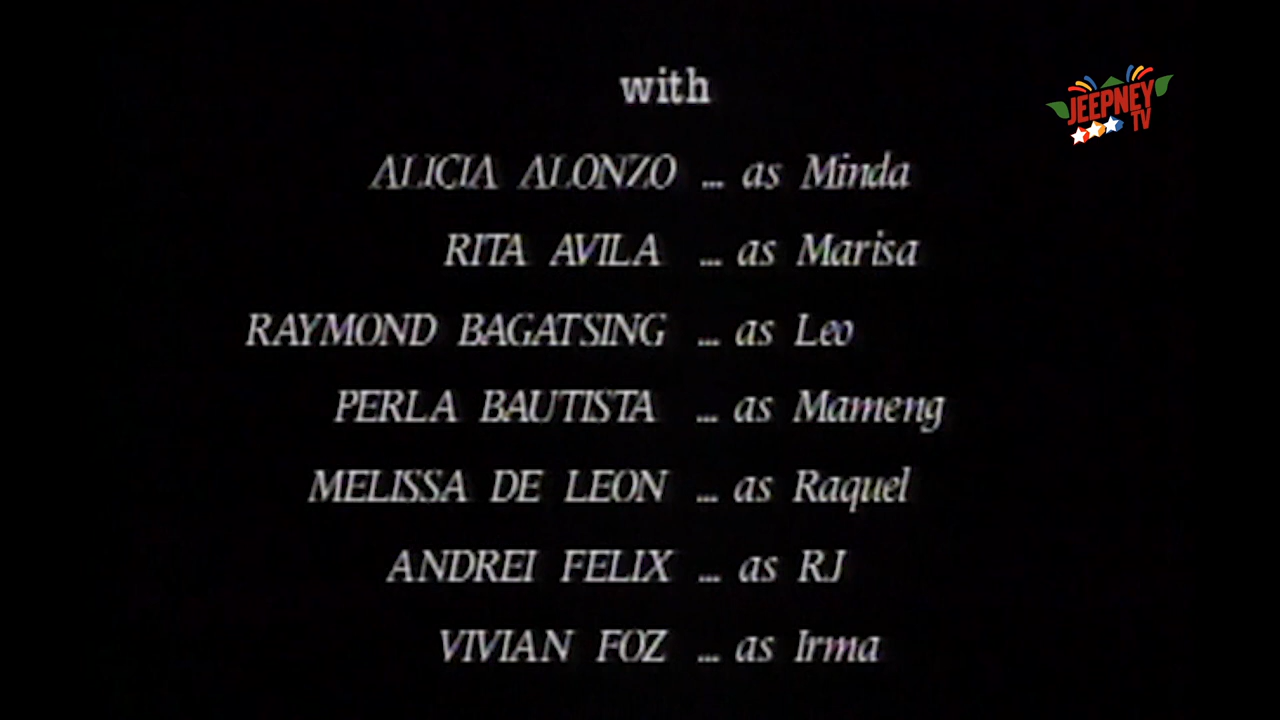 with
JEEPNEY
TV
ALICIA ALONZO ... as Minda
RITA AVILA ... as Marisa
RAYMOND BAGATSING ... as Leo
PERLA BAUTISTA ... as Mameng
MELISSA DE LEON ... as Raquel
ANDREI FELIX ... as RJ
VIVIAN FOZ ... as Irma